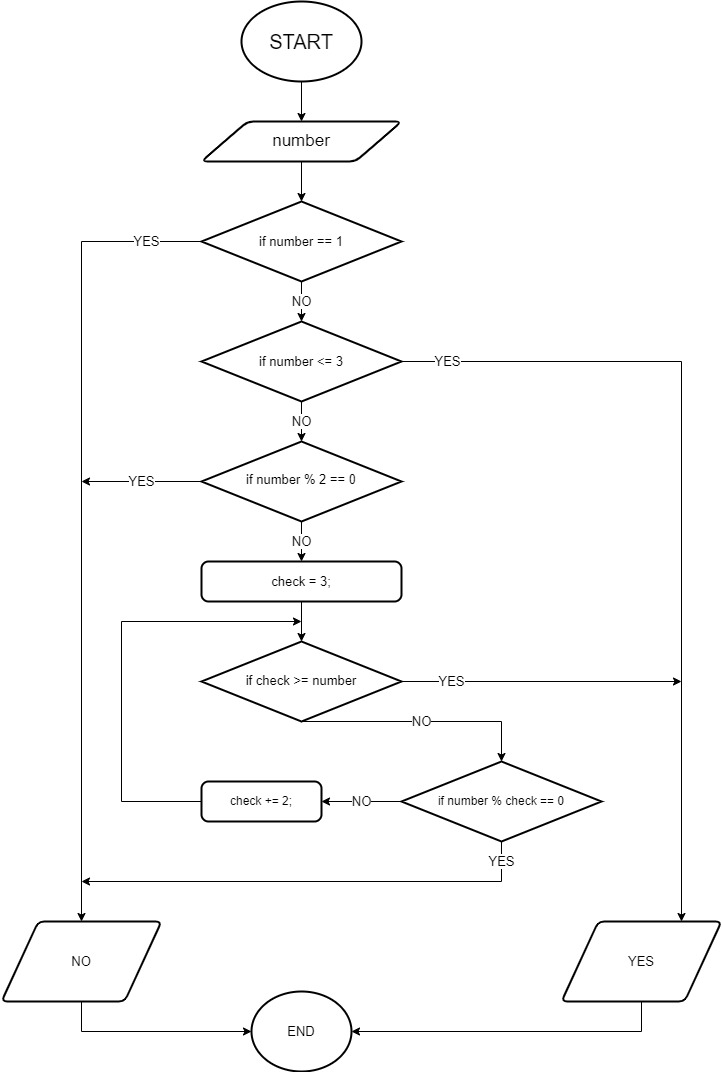 START
number
if number == 1
YES
NO
if number <= 3
YES
NO
if number % 2 == 0
YES
NO
check = 3;
if check >= number
YES
NO
if number % check == 0
NO
check += 2;
YES
NO
YES
END